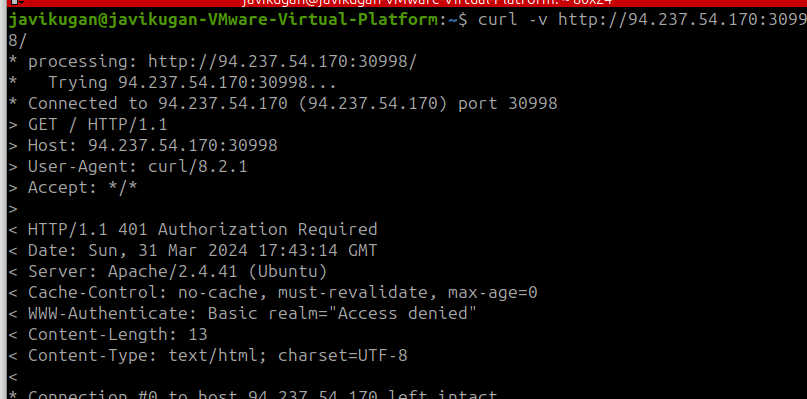 javikugan@javikugan-VMware-Virtual-Platform: ~ 80x24
javikugan@javikugan-VMware-Virtual-Platform:~$ curl -v http://94.237.54.170:3099
8/
* processing: http://94.237.54.170:30998/
*   Trying 94.237.54.170:30998...
* Connected to 94.237.54.170 (94.237.54.170) port 30998
> GET / HTTP/1.1
> Host: 94.237.54.170:30998
> User-Agent: curl/8.2.1
> Accept: */*
>
< HTTP/1.1 401 Authorization Required
< Date: Sun, 31 Mar 2024 17:43:14 GMT
< Server: Apache/2.4.41 (Ubuntu)
< Cache-Control: no-cache, must-revalidate, max-age=0
< WWW-Authenticate: Basic realm="Access denied"
< Content-Length: 13
< Content-Type: text/html; charset=UTF-8
<
* Connection #0 to host 94.237.54.170 left intact